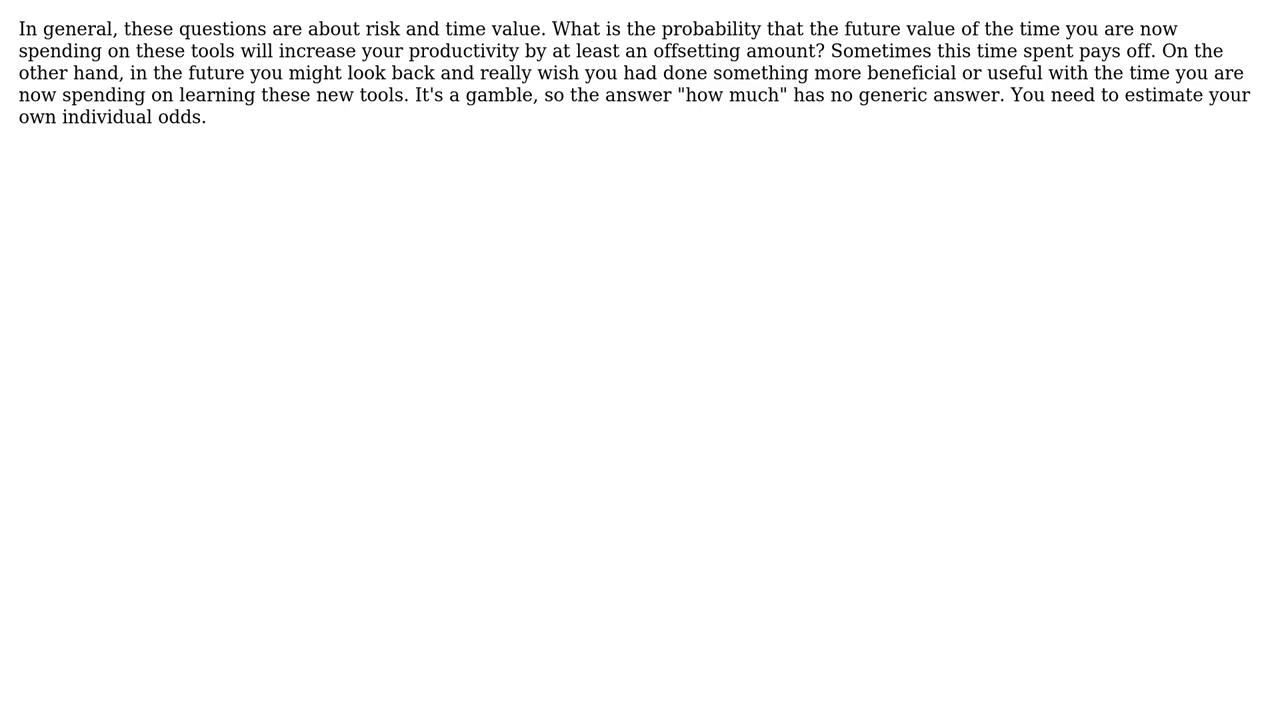 In general, these questions are about risk and time value. What is the probability that the future value of the time you are now
spending on these tools will increase your productivity by at least an offsetting amount? Sometimes this time spent pays off. On the
other hand, in the future you might look back and really wish you had done something more beneficial or useful with the time you are
now spending on learning these new tools. It's a gamble, so the answer "how much" has no generic answer. You need to estimate your
own individual odds.